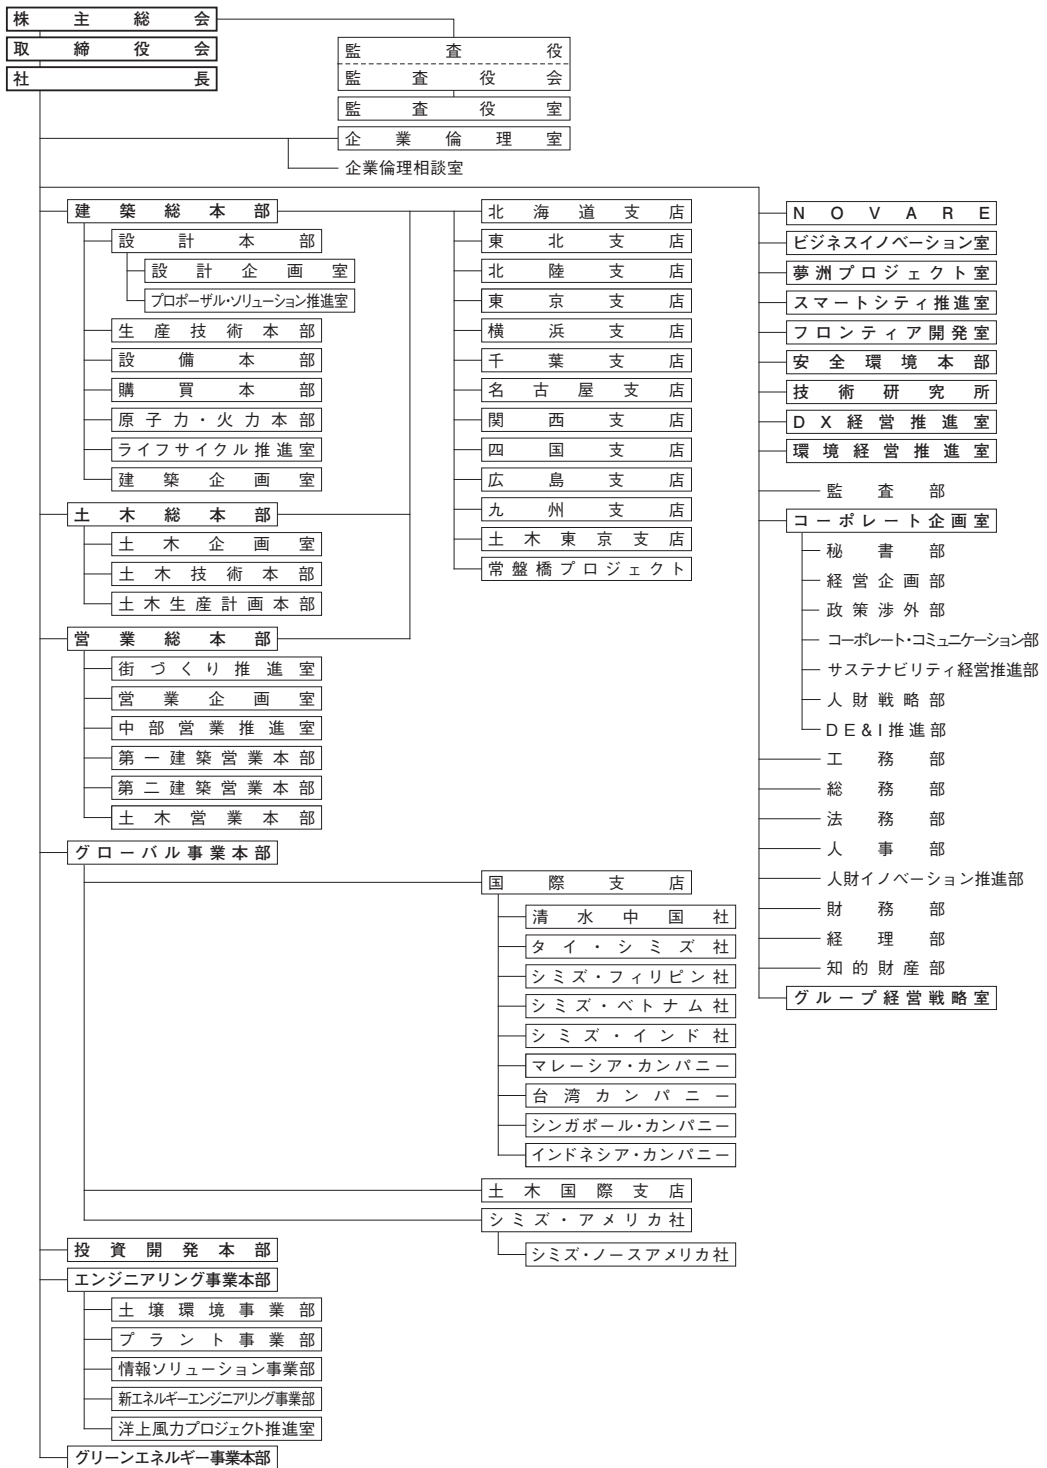 株主総会
取締役会
社長
監査役
監査役会
監査役室
企業倫理室
企業倫理相談室
建築総本部
設計本部
設計企画室
プロポーザル・ソリューション推進室
生産技術本部
設備本部
購買本部
原子力・火力本部
ライフサイクル推進室
建築企画室
土木総本部
土木企画室
土木技術本部
土木生産計画本部
営業総本部
街づくり推進室
営業企画室
中部営業推進室
第一建築営業本部
第二建築営業本部
土木営業本部
北海道支店
東北支店
北陸支店
東京支店
横浜支店
千葉支店
名古屋支店
関西支店
四国支店
広島支店
九州支店
土木東京支店
常盤橋プロジェクト
グローバル事業本部
国際支店
清水中国社
タイ・シミズ社
シミズ・フィリピン社
シミズ・ベトナム社
シミズ・インド社
マレーシア・カンパニー
台湾カンパニー
シンガポール・カンパニー
インドネシア・カンパニー
土木国際支店
シミズ・アメリカ社
シミズ・ノースアメリカ社
投資開発本部
エンジニアリング事業本部
土壌環境事業部
プラント事業部
情報ソリューション事業部
新エネルギーエンジニアリング事業部
洋上風力プロジェクト推進室
グリーンエネルギー事業本部
NOVARE
ビジネスイノベーション室
夢洲プロジェクト室
スマートシティ推進室
フロンティア開発室
安全環境本部
技術研究所
DX経営推進室
環境経営推進室
監査部
コーポレート企画室
秘書部
経営企画部
政策渉外部
コーポレート・コミュニケーション部
サステナビリティ経営推進部
人財戦略部
DE&I推進部
工務部
総務部
法務部
人事部
人財イノベーション推進部
財務部
経理部
知的財産部
グループ経営戦略室